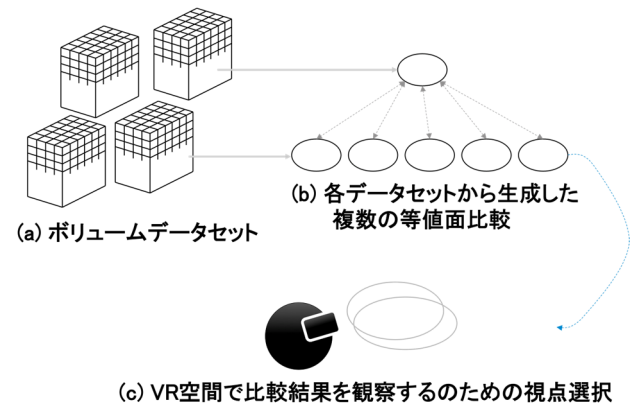 (b) 各データセットから生成した
複数の等値面比較
(a) ボリュームデータセット
(c) VR空間で比較結果を観察するのための視点選択